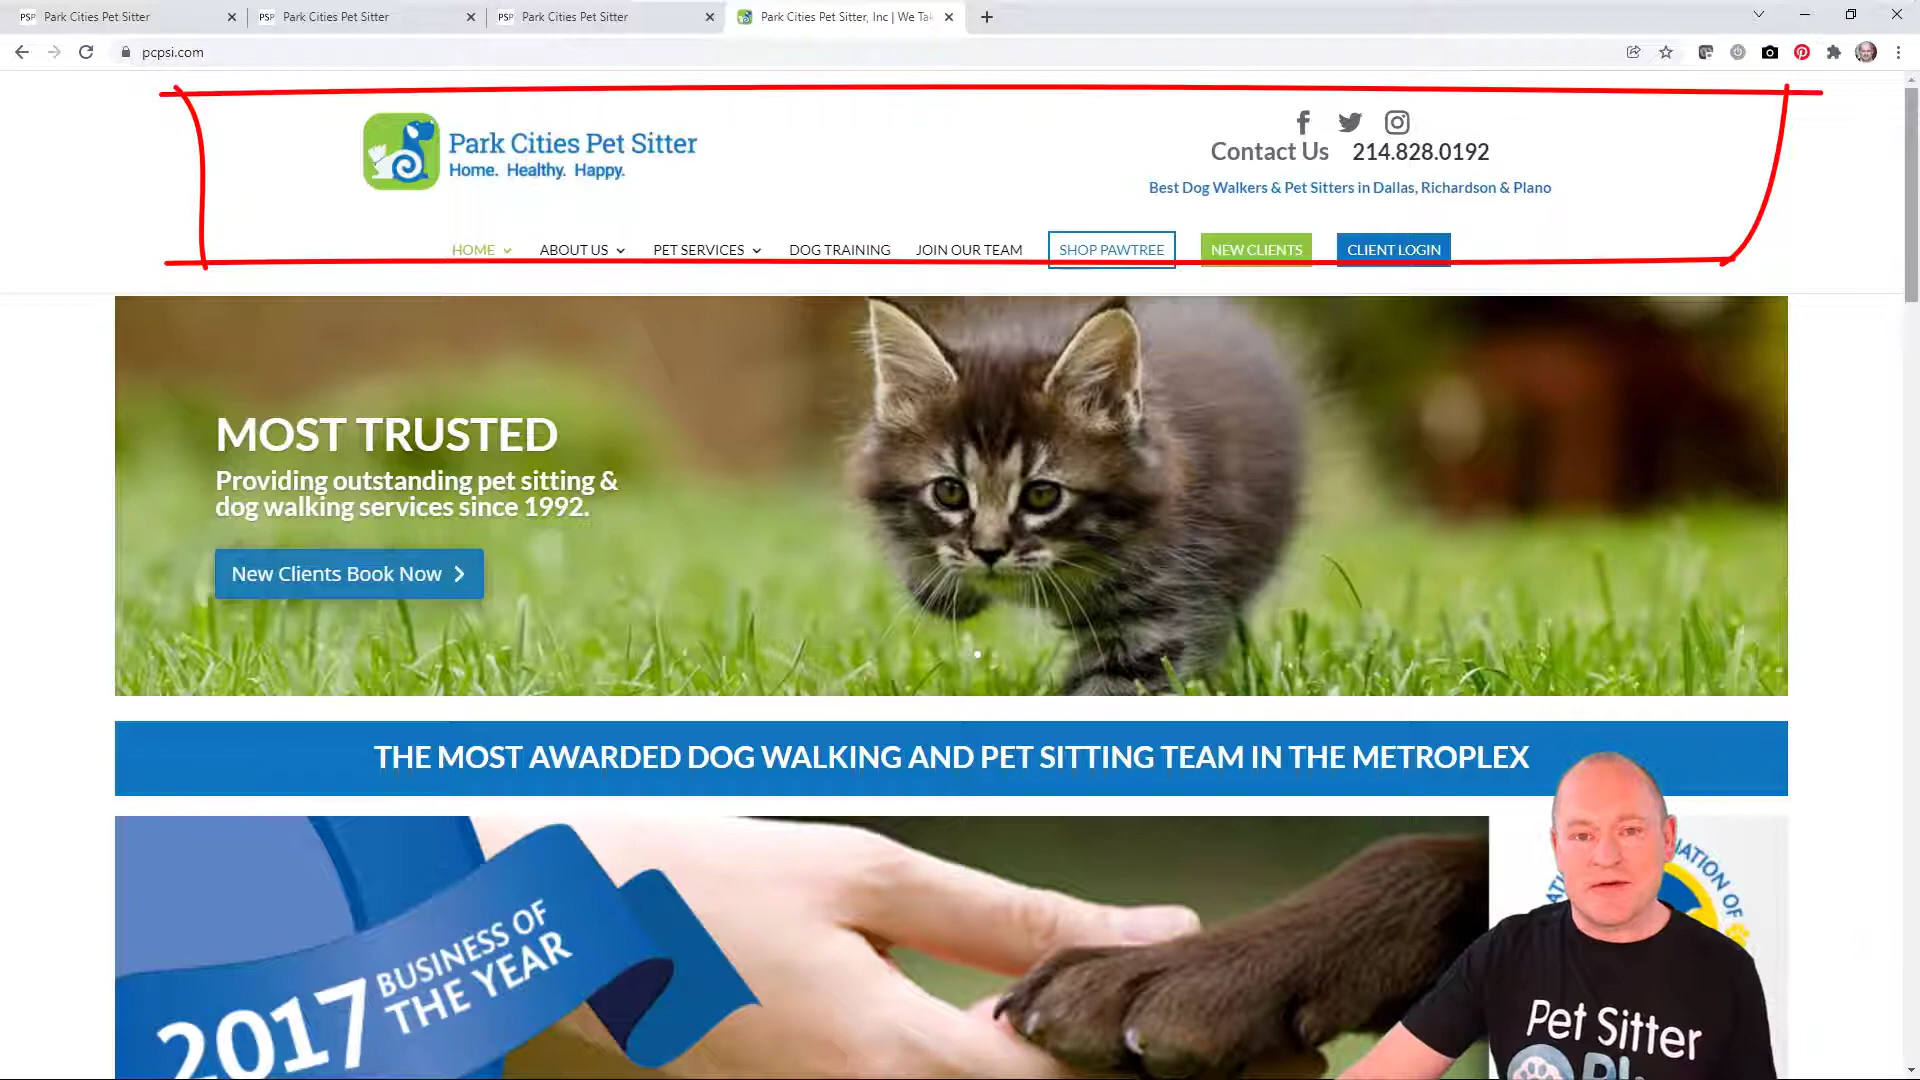 PSP Park Cities Pet Sitter
PSP Park Cities Pet Sitter
PSP Park Cities Pet Sitter
Park Cities Pet Sitter, Inc | We Tak
pcpsi.com
Park Cities Pet Sitter
Home. Healthy. Happy.
Contact Us 214.828.0192
Best Dog Walkers & Pet Sitters in Dallas, Richardson & Plano
HOME ABOUT US PET SERVICES DOG TRAINING JOIN OUR TEAM SHOP PAWTREE NEW CLIENTS CLIENT LOGIN
MOST TRUSTED
Providing outstanding pet sitting &
dog walking services since 1992.
New Clients Book Now
THE MOST AWARDED DOG WALKING AND PET SITTING TEAM IN THE METROPLEX
2017 BUSINESS OF
THE YEAR
IATION OF
Pet Sitter